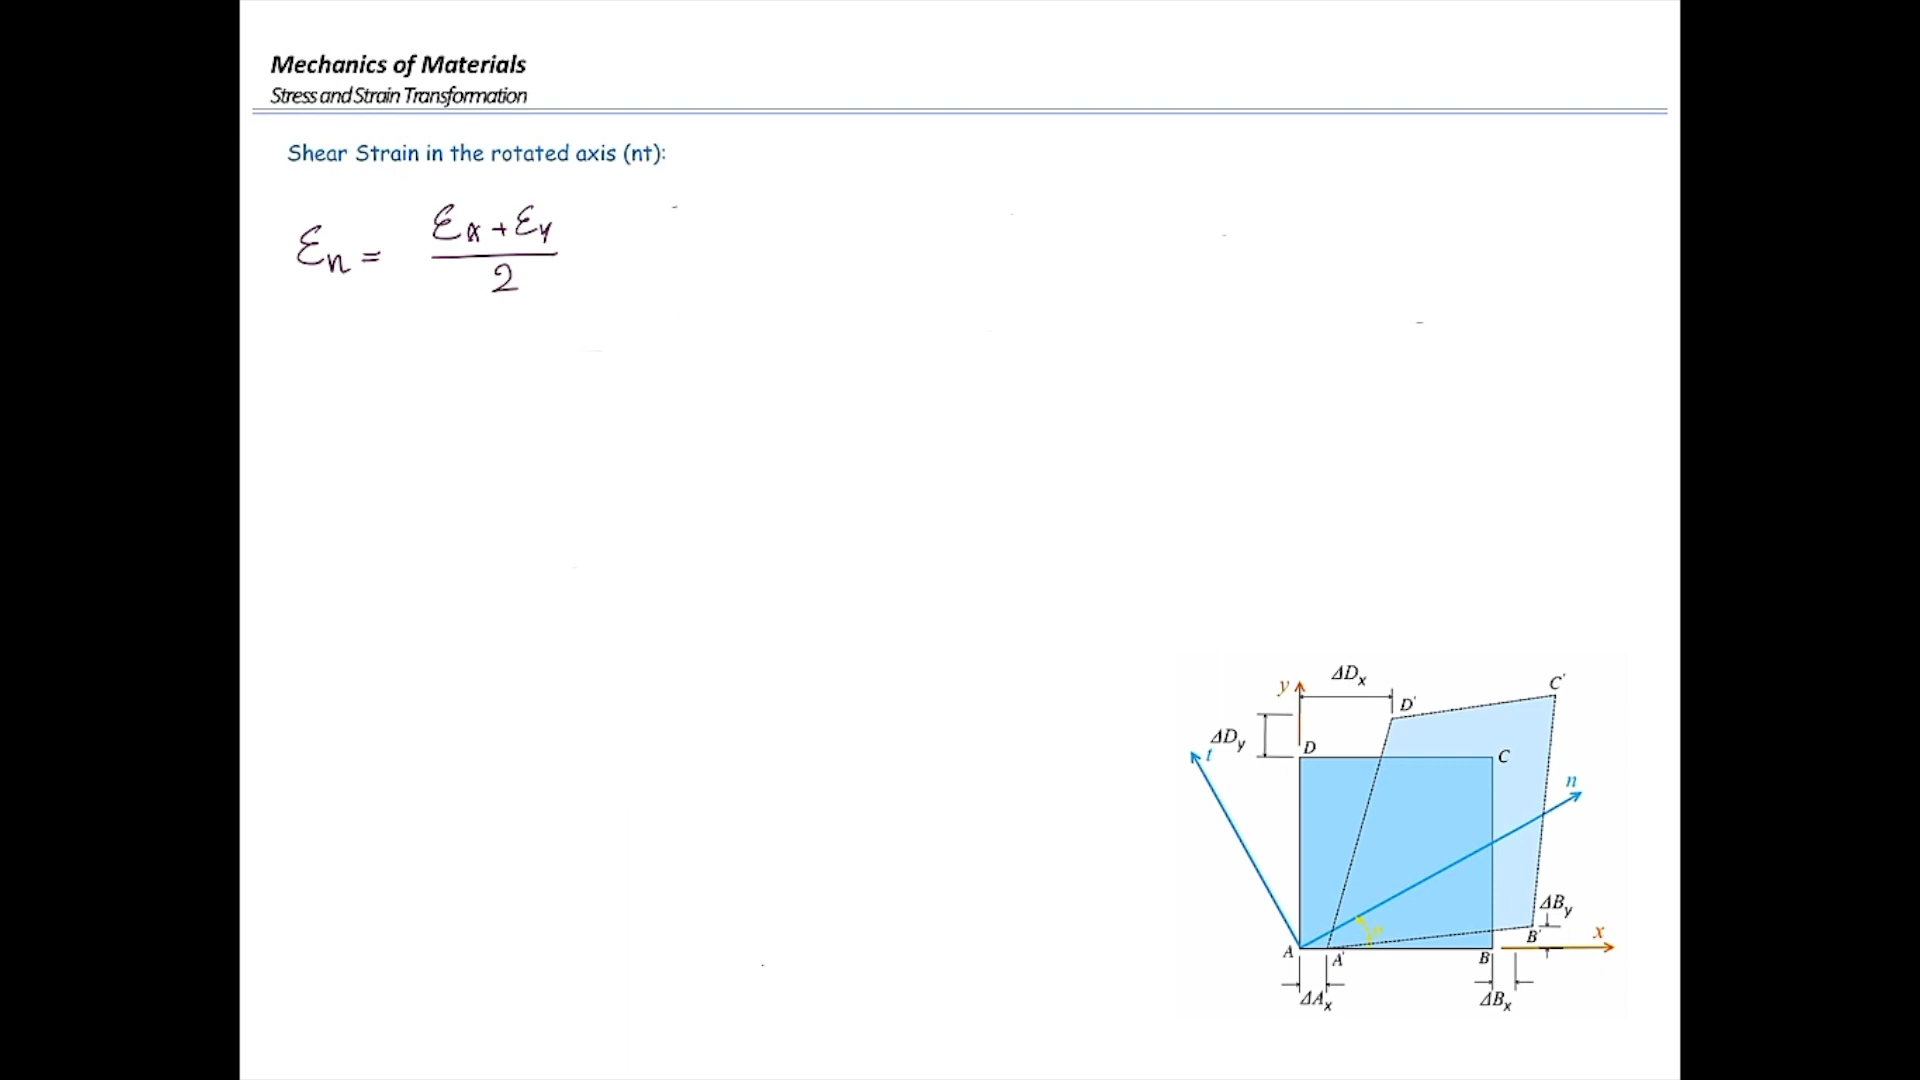 Mechanics of Materials
Stress and Strain Transformation
Shear Strain in the rotated axis (nt):
εn = (εx + εy) / 2
ΔDx
C'
y
D'
ΔDy
D
C
t
n
ΔBy
x
B'
A
A'
B
ΔAx
ΔBx